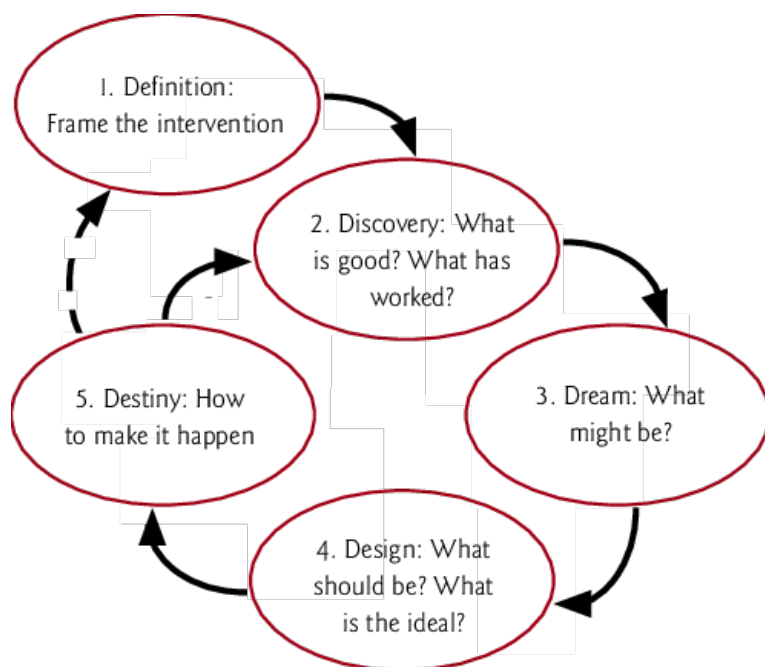 1. Definition:
Frame the intervention
2. Discovery: What
is good? What has
worked?
3. Dream: What
might be?
4. Design: What
should be? What
is the ideal?
5. Destiny: How
to make it happen